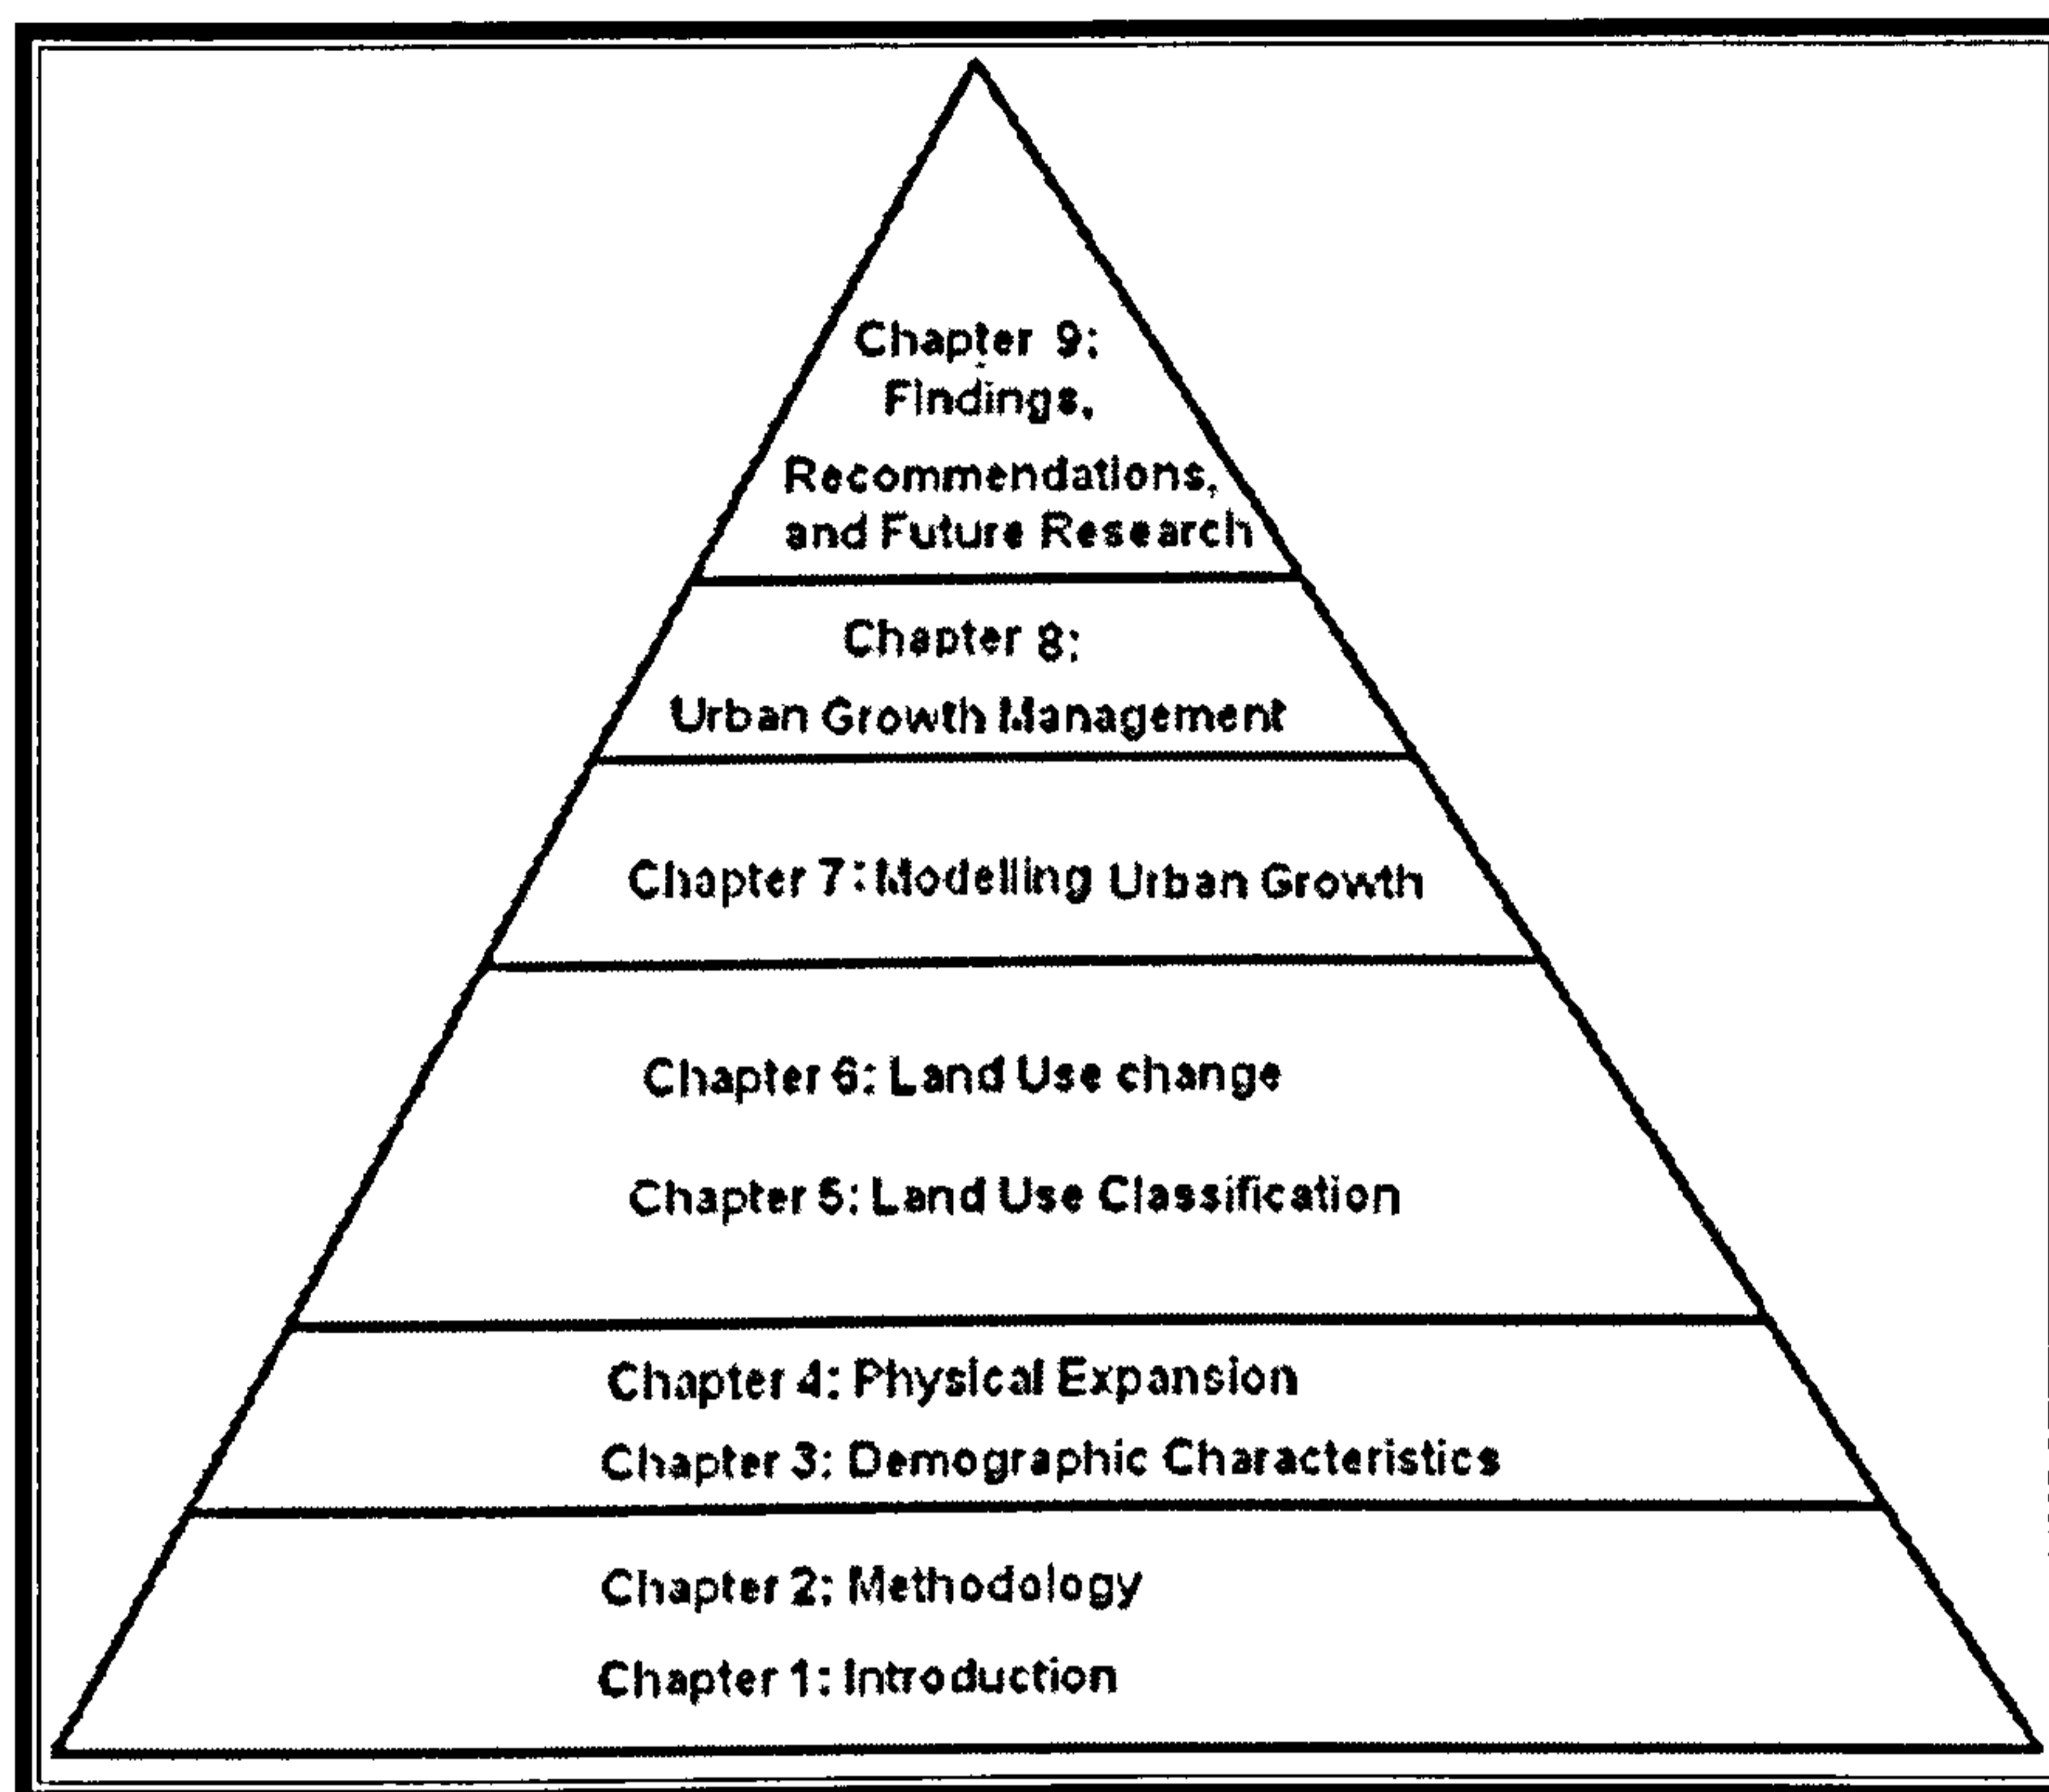 Chapter 9:
Findings,
Recommendations,
and Future Research
Chapter 8:
Urban Growth Management
Chapter 7: Modelling Urban Growth
Chapter 6: Land Use change
Chapter 5: Land Use Classification
Chapter 4: Physical Expansion
Chapter 3: Demographic Characteristics
Chapter 2: Methodology
Chapter 1: Introduction